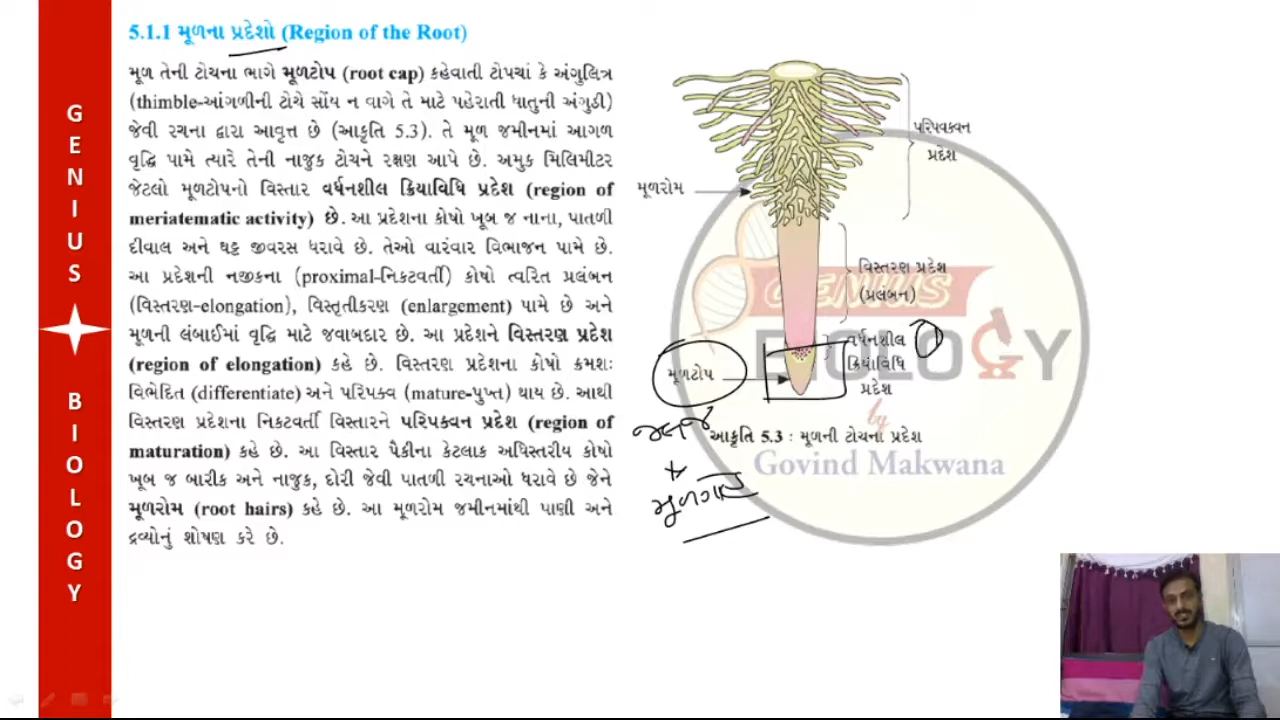 GENIUS
BIOLOGY
5.1.1 મૂળના પ્રદેશો (Region of the Root)
મૂળ તેની ટોચના ભાગે મૂળટોપ (root cap) કહેવાતી ટોપચાં કે અંગુલિત્ર
(thimble-આંગળીની ટોચે સોંય ન વાગે તે માટે પહેરાતી ધાતુની અંગુઠી)
જેવી રચના દ્વારા આવૃત્ત છે (આકૃતિ 5.3). તે મૂળ જમીનમાં આગળ
વૃદ્ધિ પામે ત્યારે તેની નાજુક ટોચને રક્ષણ આપે છે. અમુક મિલિમીટર
જેટલો મૂળટોપનો વિસ્તાર વર્ધનશીલ ક્રિયાવિધિ પ્રદેશ (region of
meriatematic activity) છે. આ પ્રદેશના કોષો ખૂબ જ નાના, પાતળી
દીવાલ અને ઘટ્ટ જીવરસ ધરાવે છે. તેઓ વારંવાર વિભાજન પામે છે.
આ પ્રદેશની નજીકના (proximal-નિકટવર્તી) કોષો ત્વરિત પ્રલંબન
(વિસ્તરણ-elongation), વિસ્તૃતીકરણ (enlargement) પામે છે અને
મૂળની લંબાઈમાં વૃદ્ધિ માટે જવાબદાર છે. આ પ્રદેશને વિસ્તરણ પ્રદેશ
(region of elongation) કહે છે. વિસ્તરણ પ્રદેશના કોષો ક્રમશઃ
વિભેદિત (differentiate) અને પરિપક્વ (mature-પુખ્ત) થાય છે. આથી
વિસ્તરણ પ્રદેશના નિકટવર્તી વિસ્તારને પરિપક્વન પ્રદેશ (region of
maturation) કહે છે. આ વિસ્તાર પૈકીના કેટલાક અધિસ્તરીય કોષો
ખૂબ જ બારીક અને નાજુક, દોરી જેવી પાતળી રચનાઓ ધરાવે છે જેને
મૂળરોમ (root hairs) કહે છે. આ મૂળરોમ જમીનમાંથી પાણી અને
દ્રવ્યોનું શોષણ કરે છે.
પરિપક્વન
પ્રદેશ
મૂળરોમ
વિસ્તરણ પ્રદેશ
(પ્રલંબન)
વર્ધનશીલ
ક્રિયાવિધિ
પ્રદેશ
મૂળટોપ
જલજ
આકૃતિ 5.3 : મૂળની ટોચના પ્રદેશ
GENIUS
BIOLOGY
by
Govind Makwana